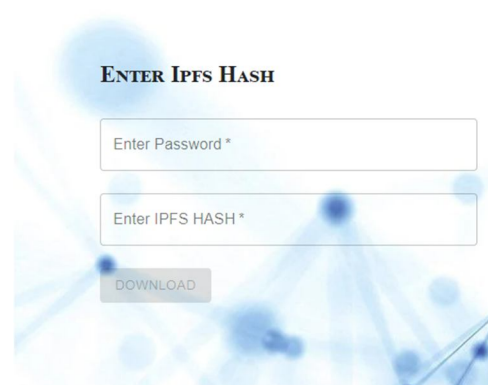 Enter Ipfs Hash
Enter Password *
Enter IPFS HASH *
DOWNLOAD